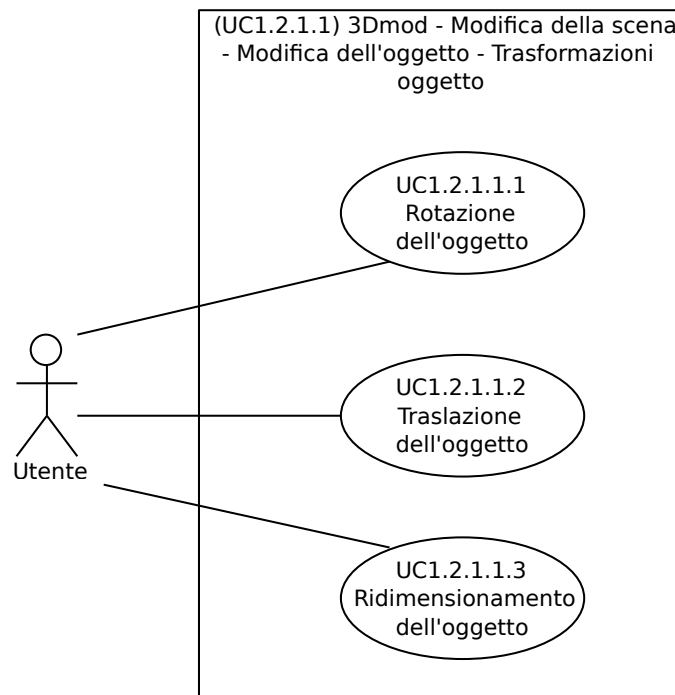 (UC1.2.1.1) 3Dmod - Modifica della scena
- Modifica dell'oggetto - Trasformazioni
oggetto
UC1.2.1.1.1
Rotazione
dell'oggetto
UC1.2.1.1.2
Traslazione
dell'oggetto
Utente
UC1.2.1.1.3
Ridimensionamento
dell'oggetto